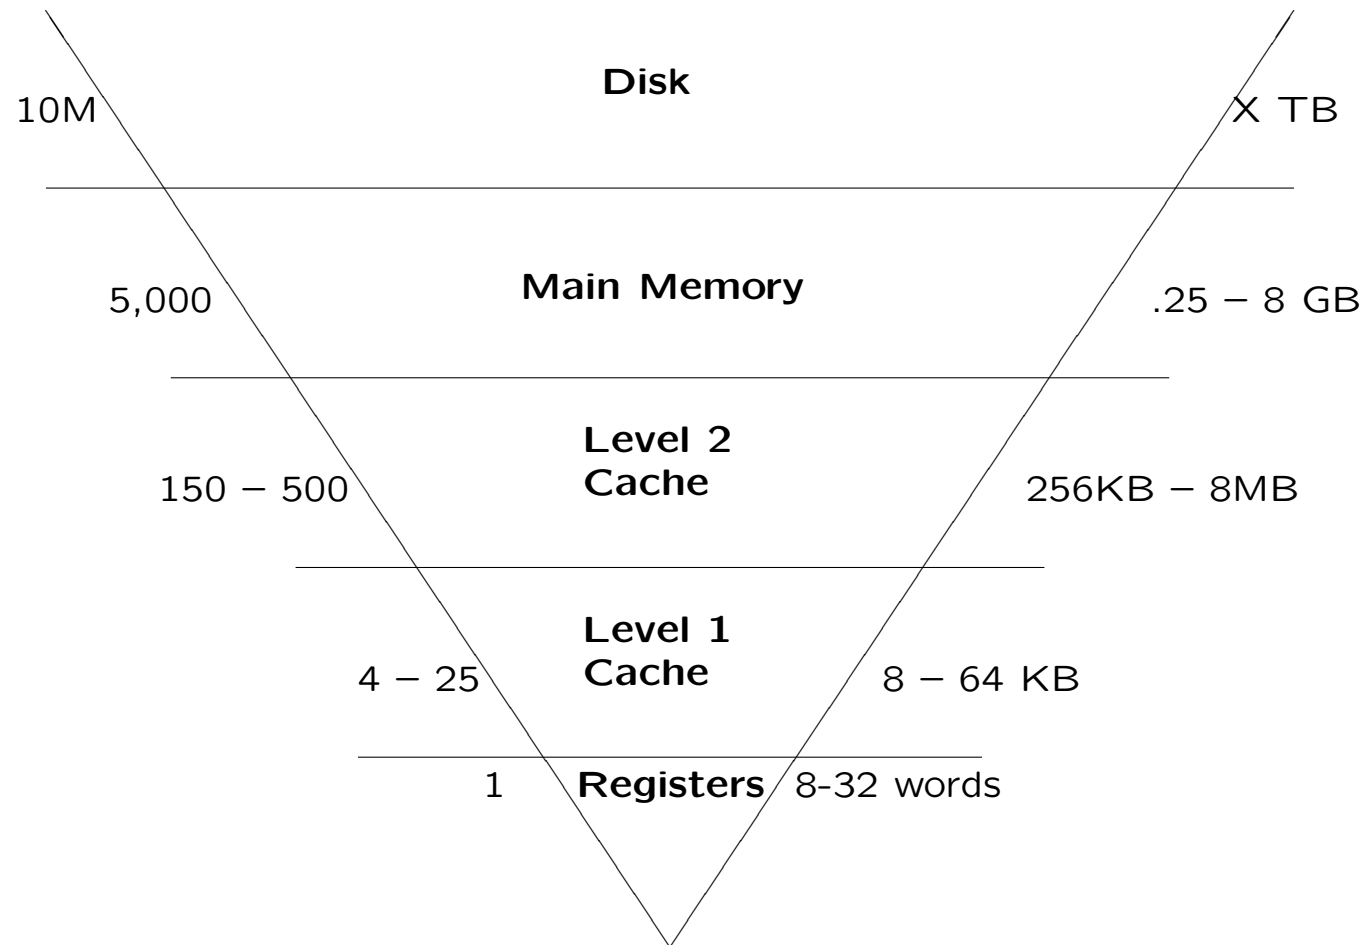 Disk
10M
X TB
Main Memory
5,000
.25 – 8 GB
Level 2
Cache
150 – 500
256KB – 8MB
Level 1
Cache
4 – 25
8 – 64 KB
1
Registers
8-32 words